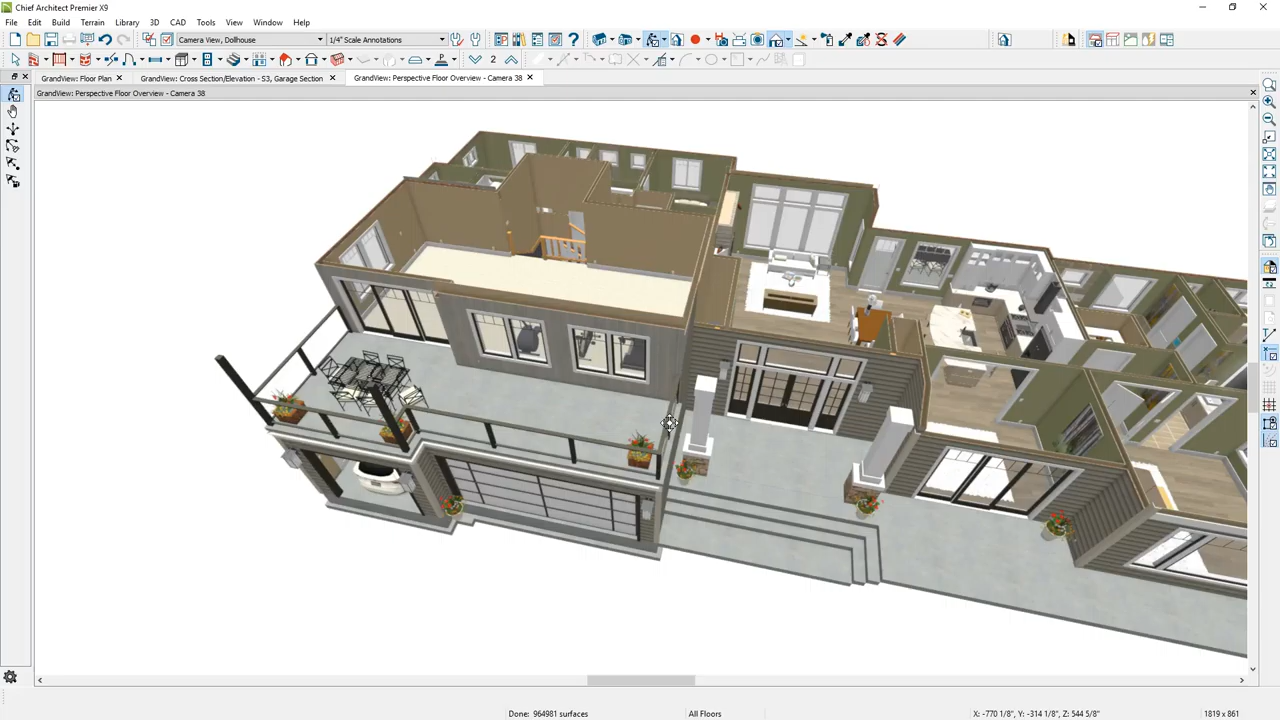 Chief Architect Premier X9
File Edit Build Terrain Library 3D CAD Tools View Window Help
Camera View, Dollhouse 1/4" Scale Annotations
2
GrandView: Floor Plan GrandView: Cross Section/Elevation - S3, Garage Section GrandView: Perspective Floor Overview - Camera 38
GrandView: Perspective Floor Overview - Camera 38
Done: 964981 surfaces All Floors X: -770 1/8", Y: -314 1/8", Z: 544 5/8" 1819 x 861